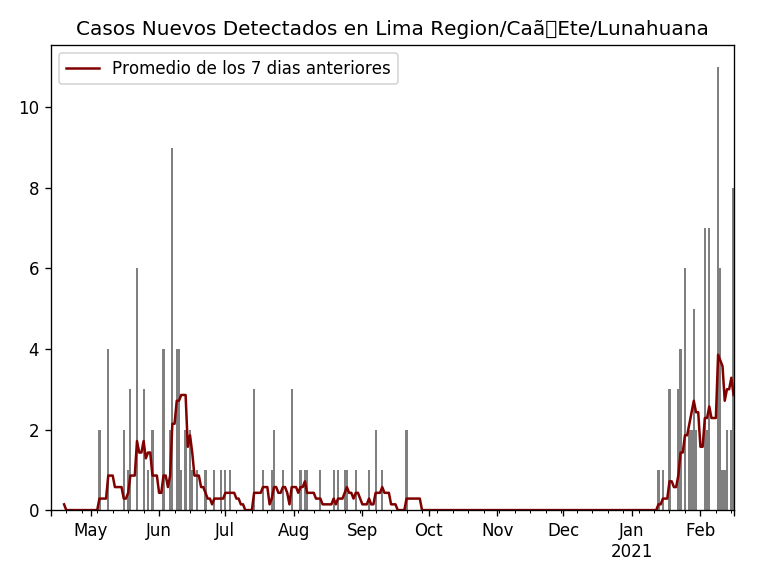 Casos Nuevos Detectados en Lima Region/Caã▯Ete/Lunahuana
Promedio de los 7 dias anteriores
10
8
6
4
2
0
May Jun Jul Aug Sep Oct Nov Dec Jan Feb
2021